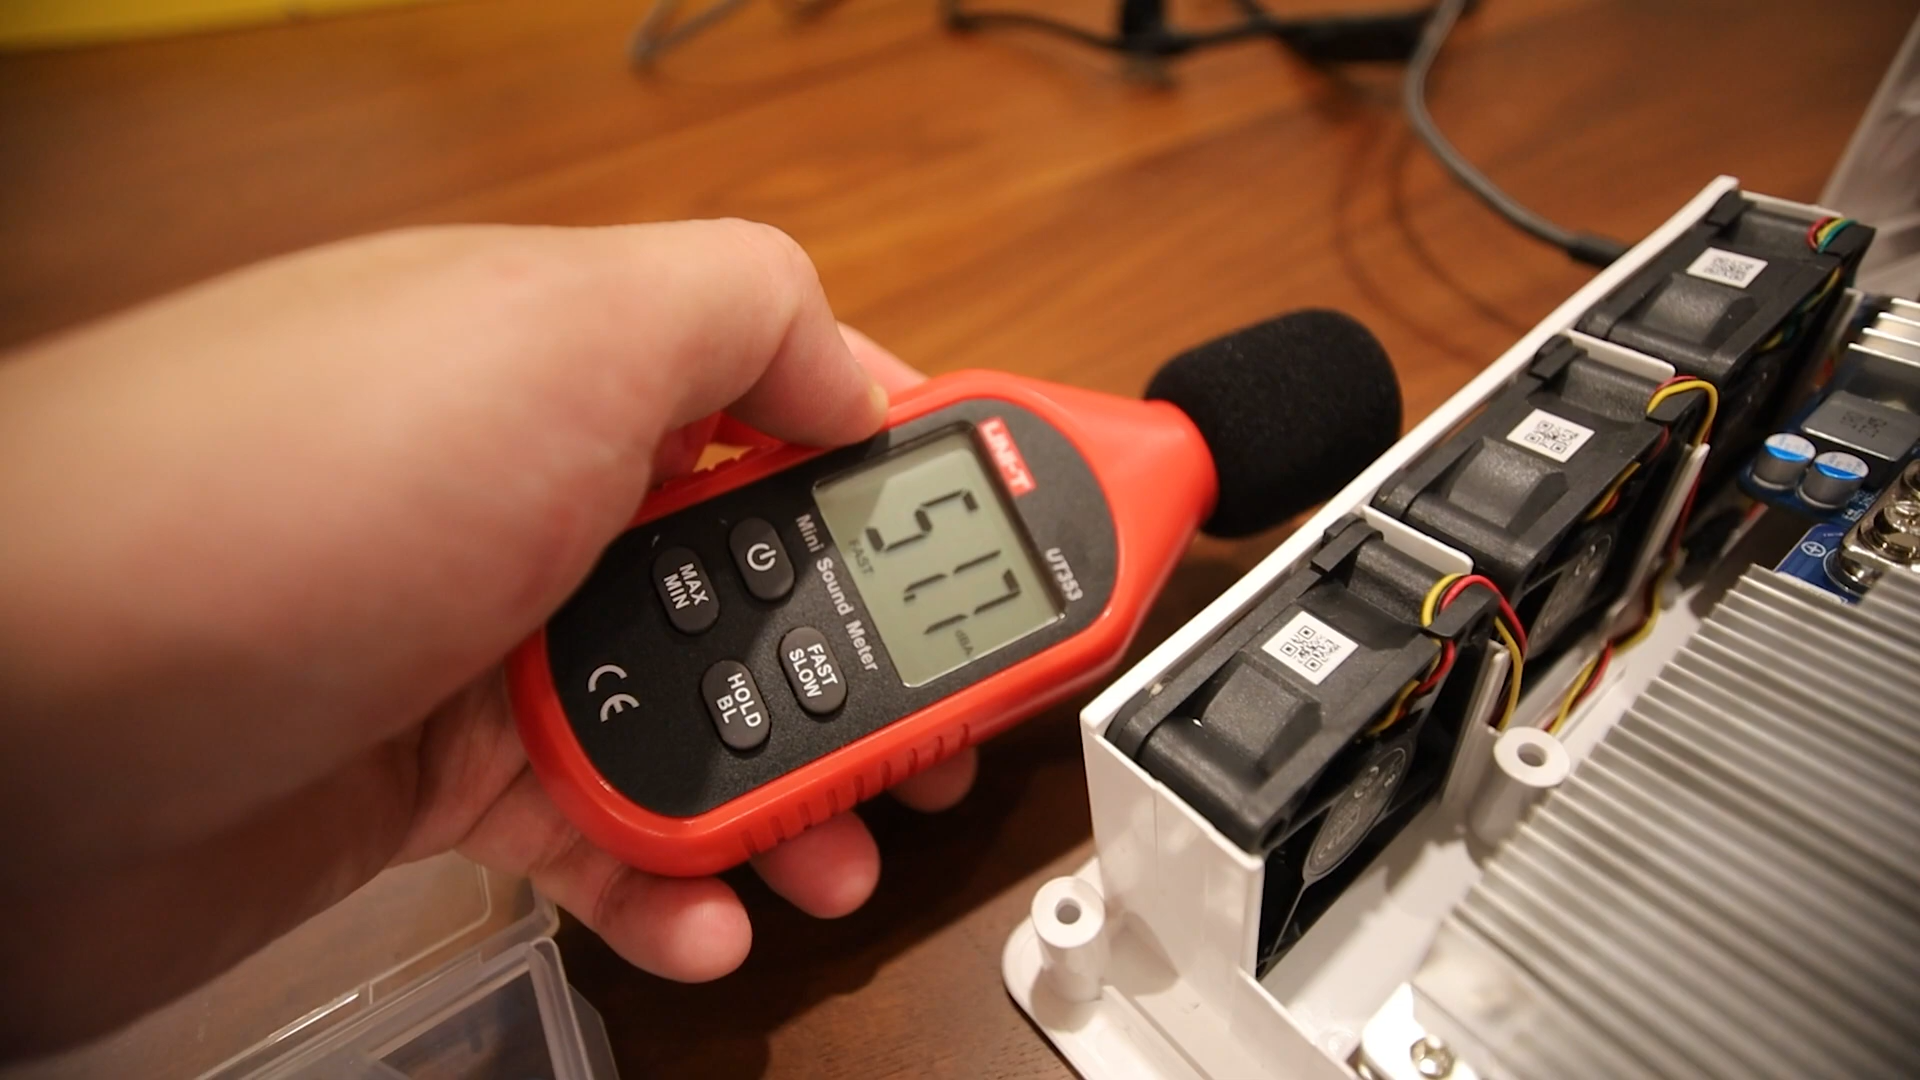 UNI-T
UT353
51.7
FAST
dBA
Mini Sound Meter
MAX
MIN
FAST
SLOW
HOLD
BL
CE